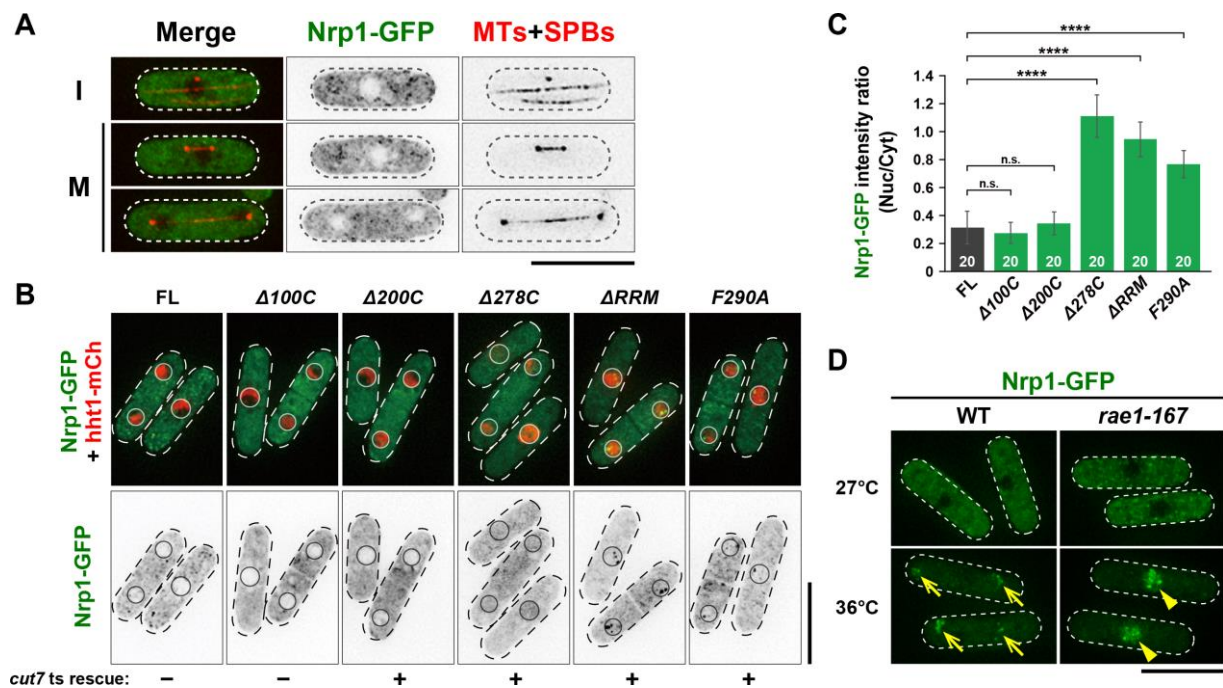 A
Merge
Nrp1-GFP
MTs+SPBs
I
M
B
FL
Δ100C
Δ200C
Δ278C
ΔRRM
F290A
Nrp1-GFP
+ hht1-mCh
Nrp1-GFP
cut7 ts rescue:
–
–
+
+
+
+
C
****
****
****
n.s.
n.s.
Nrp1-GFP intensity ratio
(Nuc/Cyt)
1.4
1.2
1.0
0.8
0.6
0.4
0.2
0
20
20
20
20
20
20
FL
Δ100C
Δ200C
Δ278C
ΔRRM
F290A
D
Nrp1-GFP
WT
rae1-167
27°C
36°C